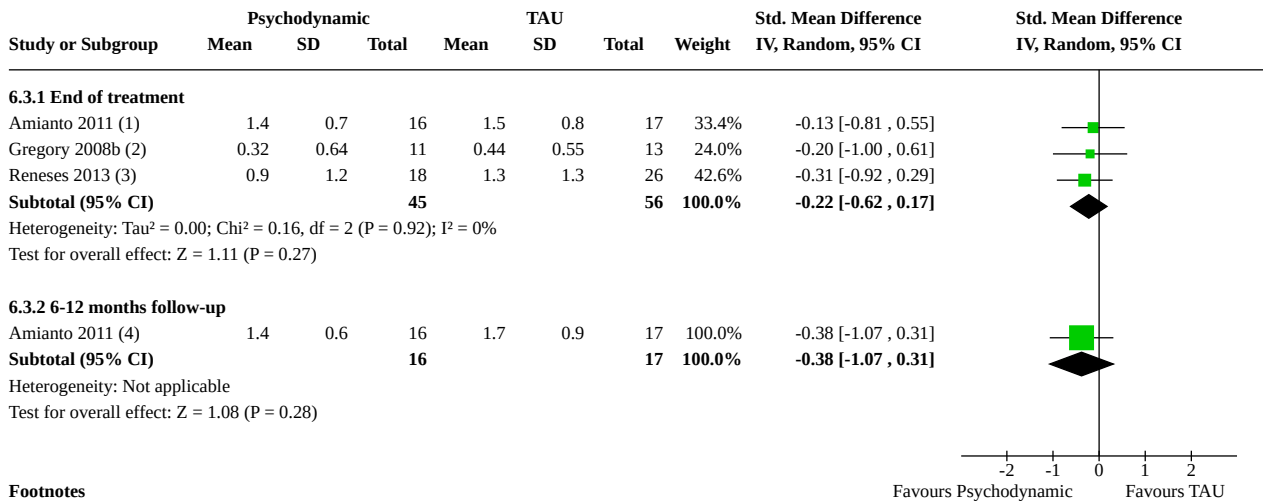 Psychodynamic TAU Std. Mean Difference Std. Mean Difference
Study or Subgroup Mean SD Total Mean SD Total Weight IV, Random, 95% CI IV, Random, 95% CI
6.3.1 End of treatment
Amianto 2011 (1) 1.4 0.7 16 1.5 0.8 17 33.4% -0.13 [-0.81 , 0.55]
Gregory 2008b (2) 0.32 0.64 11 0.44 0.55 13 24.0% -0.20 [-1.00 , 0.61]
Reneses 2013 (3) 0.9 1.2 18 1.3 1.3 26 42.6% -0.31 [-0.92 , 0.29]
Subtotal (95% CI) 45 56 100.0% -0.22 [-0.62 , 0.17]
Heterogeneity: Tau² = 0.00; Chi² = 0.16, df = 2 (P = 0.92); I² = 0%
Test for overall effect: Z = 1.11 (P = 0.27)
6.3.2 6-12 months follow-up
Amianto 2011 (4) 1.4 0.6 16 1.7 0.9 17 100.0% -0.38 [-1.07 , 0.31]
Subtotal (95% CI) 16 17 100.0% -0.38 [-1.07 , 0.31]
Heterogeneity: Not applicable
Test for overall effect: Z = 1.08 (P = 0.28)
-2 -1 0 1 2
Footnotes Favours Psychodynamic Favours TAU